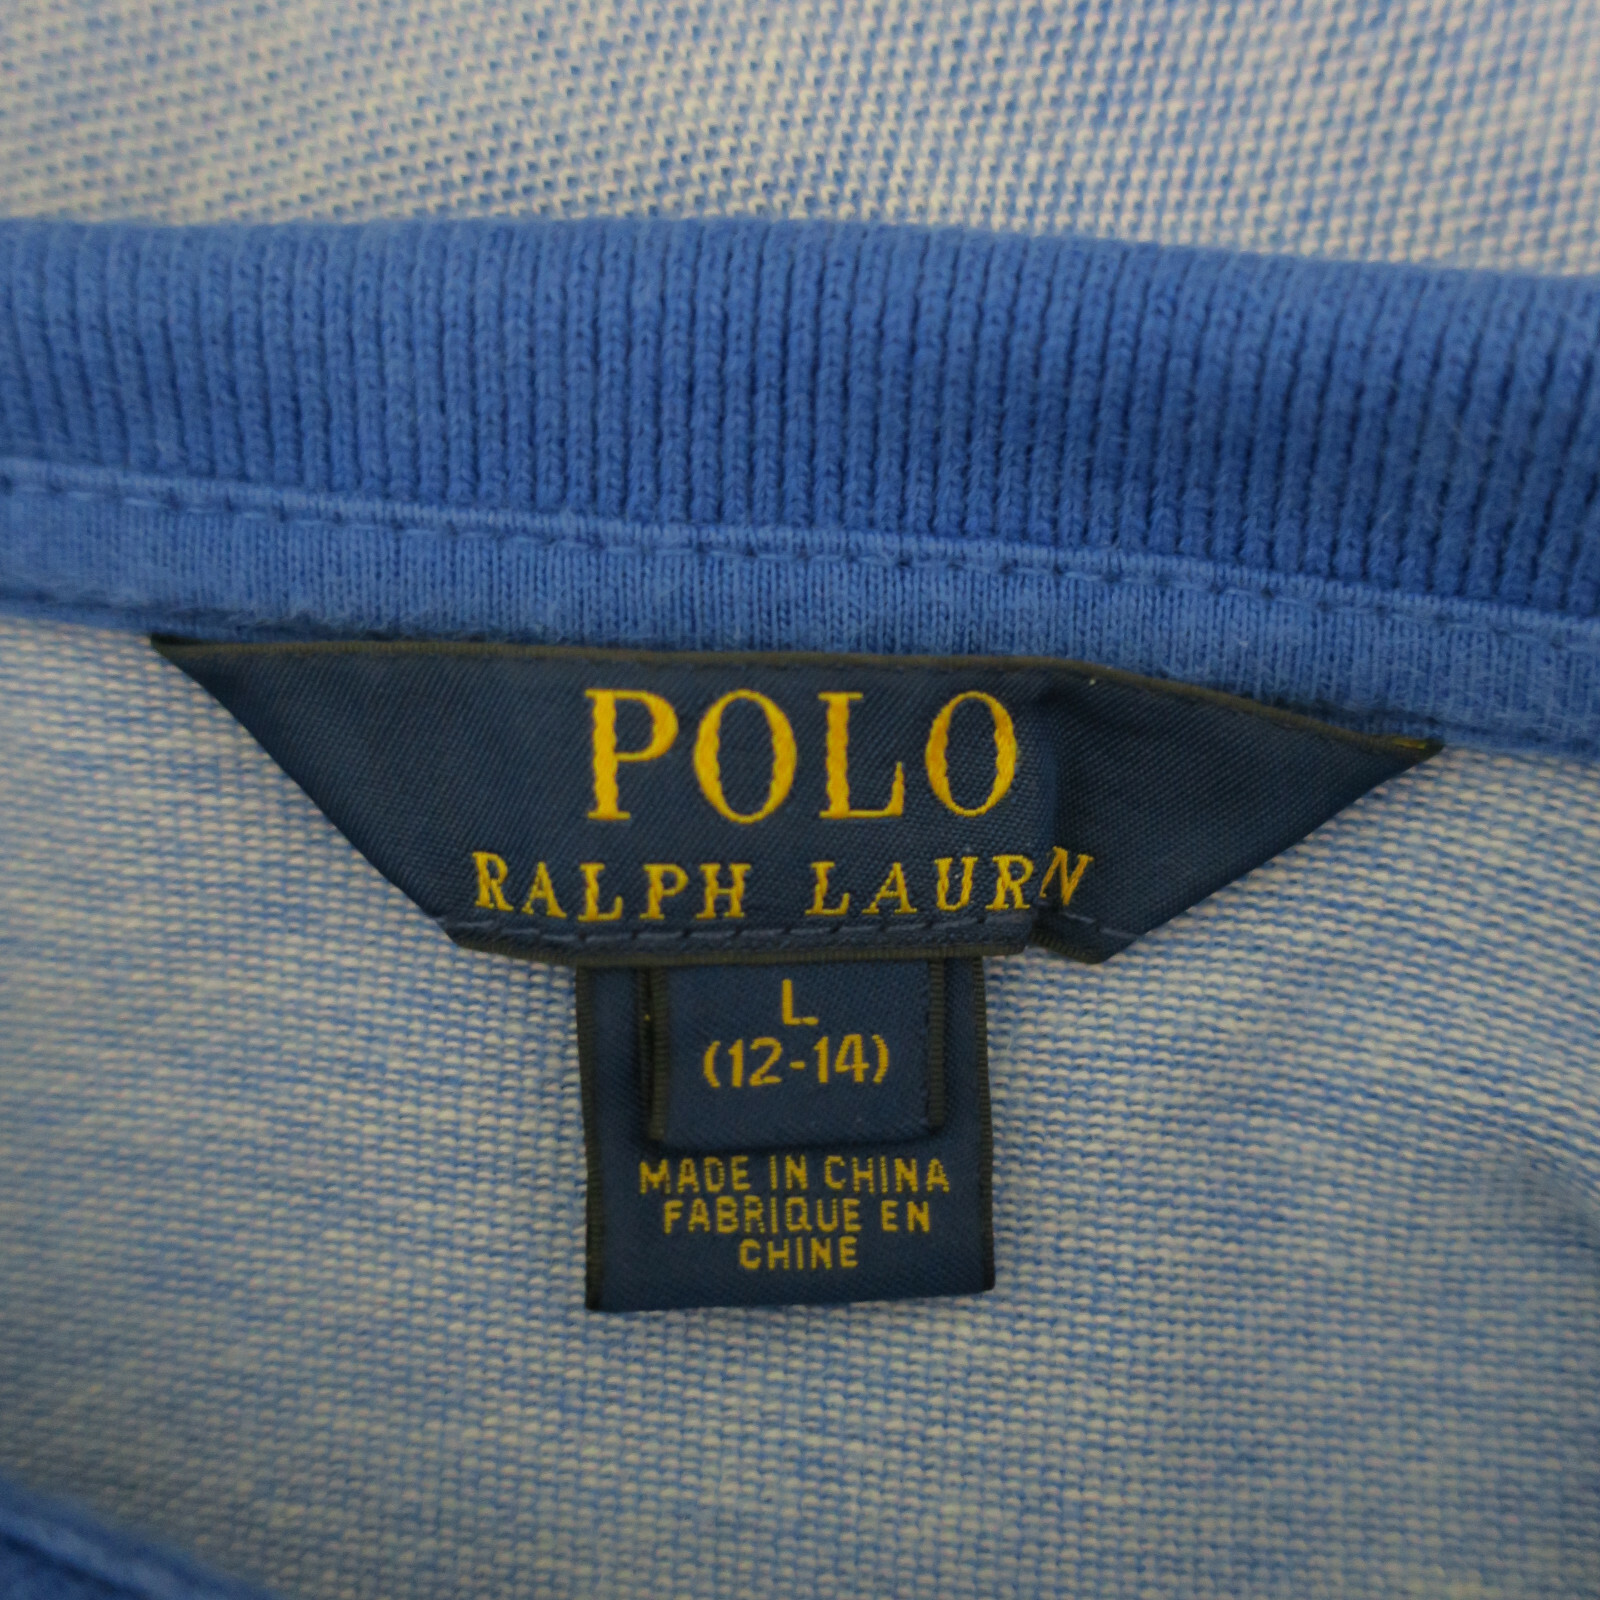 POLO
RALPH LAURN
L
(12-14)
MADE IN CHINA
FABRIQUE EN
CHINE